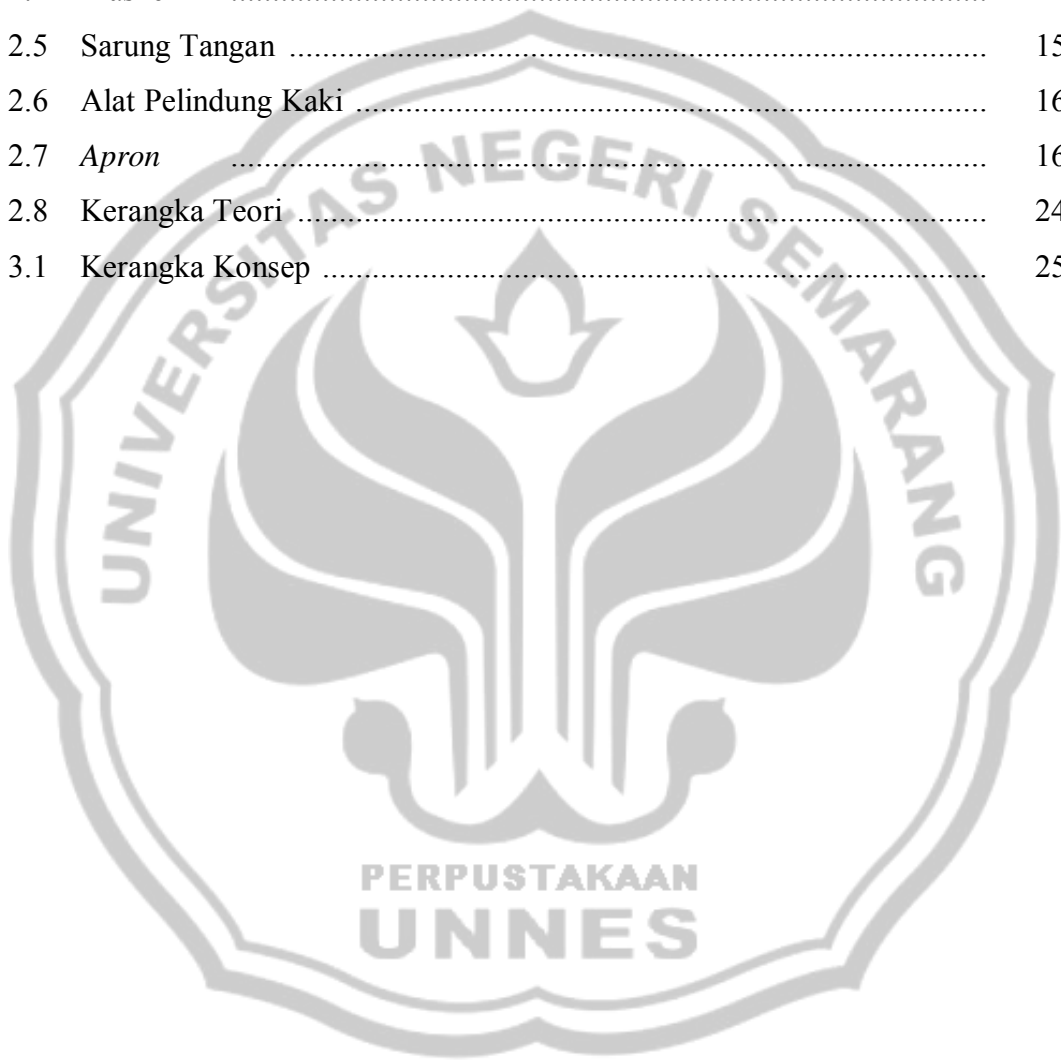 2.5 Sarung Tangan ........................................................................ 15
2.6 Alat Pelindung Kaki ................................................................ 16
2.7 Apron ........................................................................ 16
2.8 Kerangka Teori ........................................................................ 24
3.1 Kerangka Konsep .................................................................... 25
UNIVERSITAS NEGERI SEMARANG
PERPUSTAKAAN
UNNES